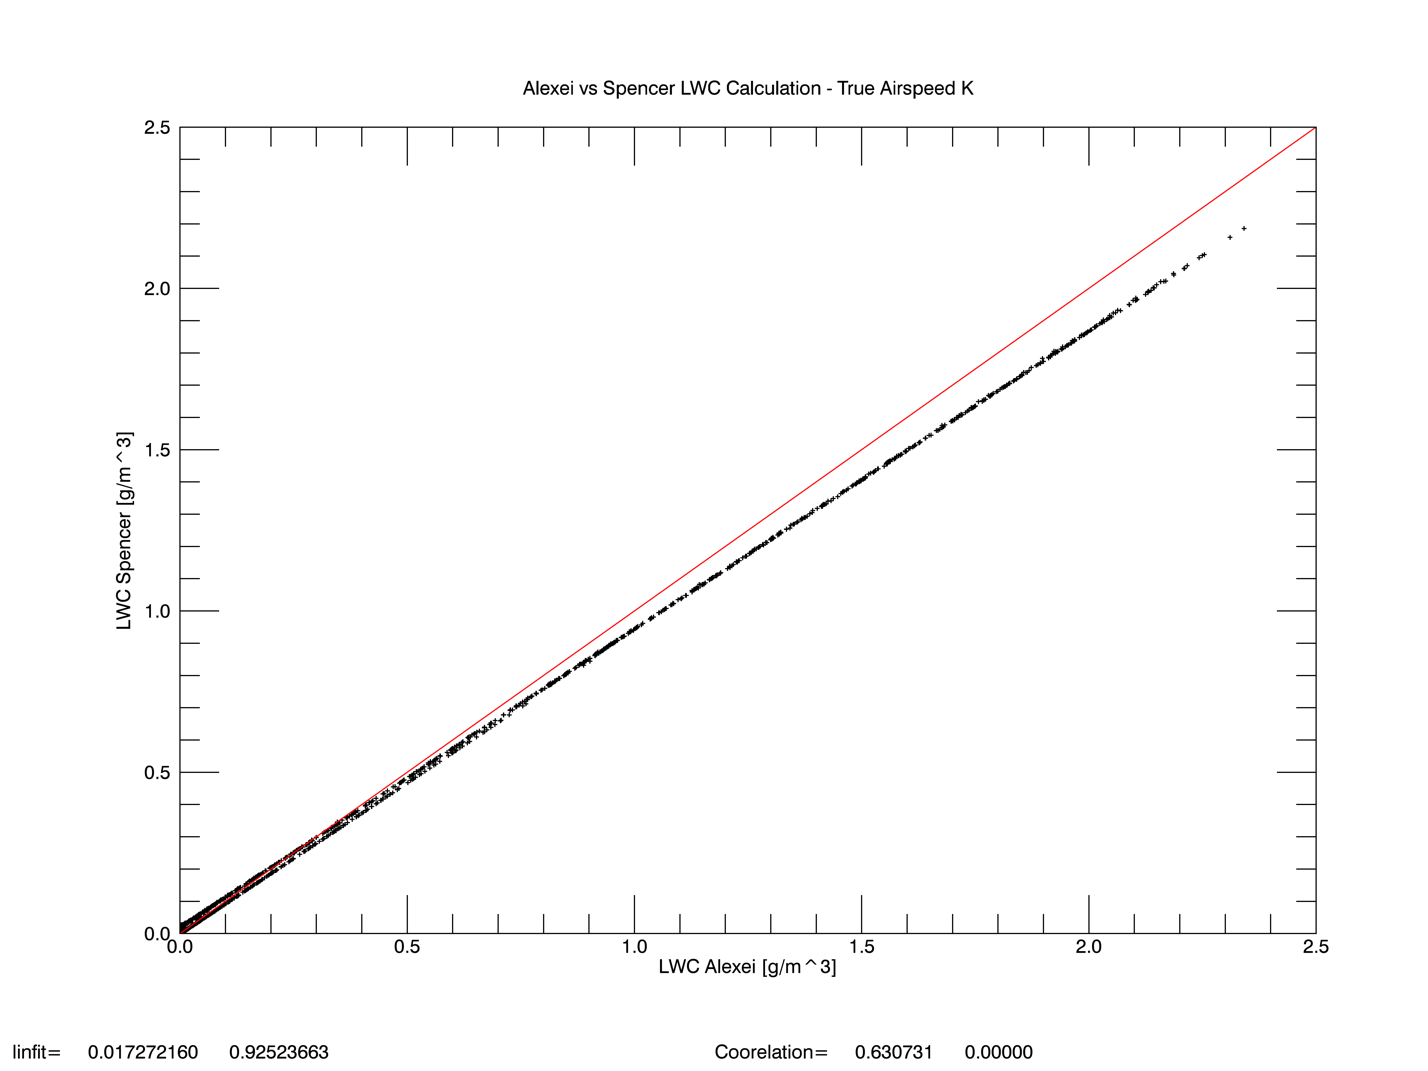 Alexei vs Spencer LWC Calculation - True Airspeed K
2.5
2.0
1.5
1.0
0.5
0.0
LWC Spencer [g/m^3]
0.0 0.5 1.0 1.5 2.0 2.5
LWC Alexei [g/m^3]
linfit= 0.017272160 0.92523663 Coorelation= 0.630731 0.00000